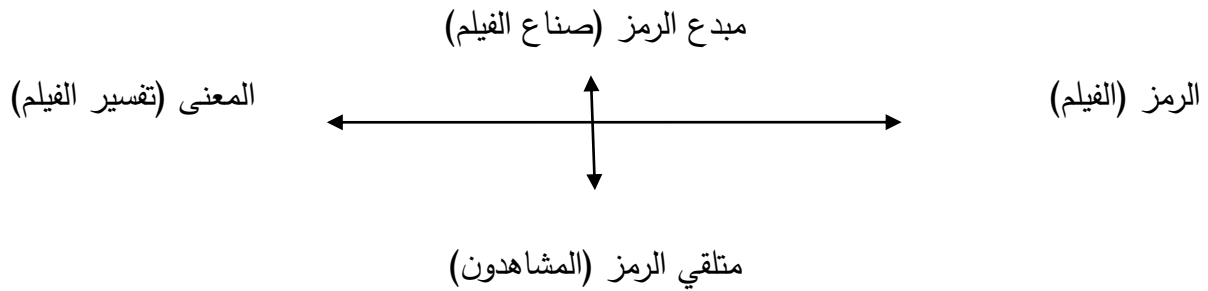 مبدع الرمز (صناع الفيلم)
الرمز (الفيلم)
المعنى (تفسير الفيلم)
متلقي الرمز (المشاهدون)